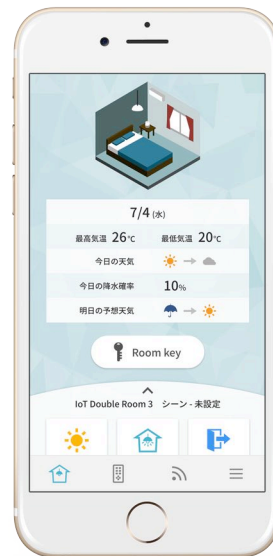 7/4 (水)
最高気温 26℃ 最低気温 20℃
今日の天気
今日の降水確率 10%
明日の予想天気
Room key
IoT Double Room 3 シーン - 未設定